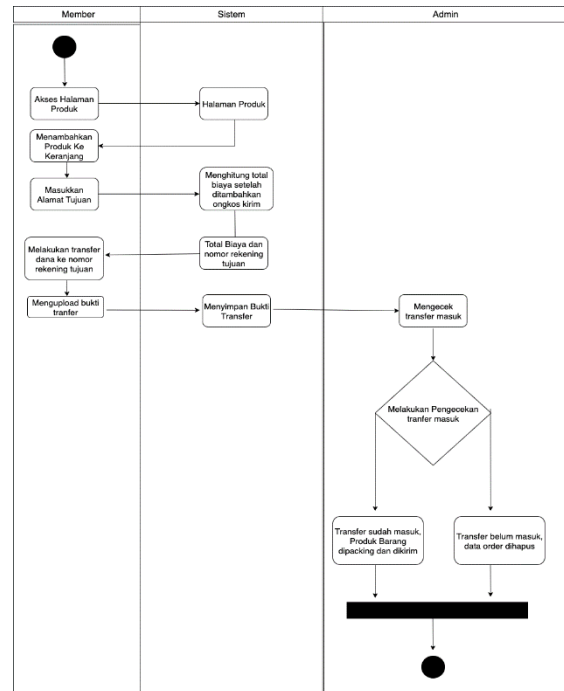 Member
Sistem
Admin
Akses Halaman
Produk
Halaman Produk
Menambahkan
Produk Ke
Keranjang
Masukkan
Alamat Tujuan
Menghitung total
biaya setelah
ditambahkan
ongkos kirim
Melakukan transfer
dana ke nomor
rekening tujuan
Total Biaya dan
nomor rekening
tujuan
Mengupload bukti
tranfer
Menyimpan Bukti
Transfer
Mengecek
transfer masuk
Melakukan Pengecekan
tranfer masuk
Transfer sudah masuk,
Produk Barang
dipacking dan dikirim
Transfer belum masuk,
data order dihapus